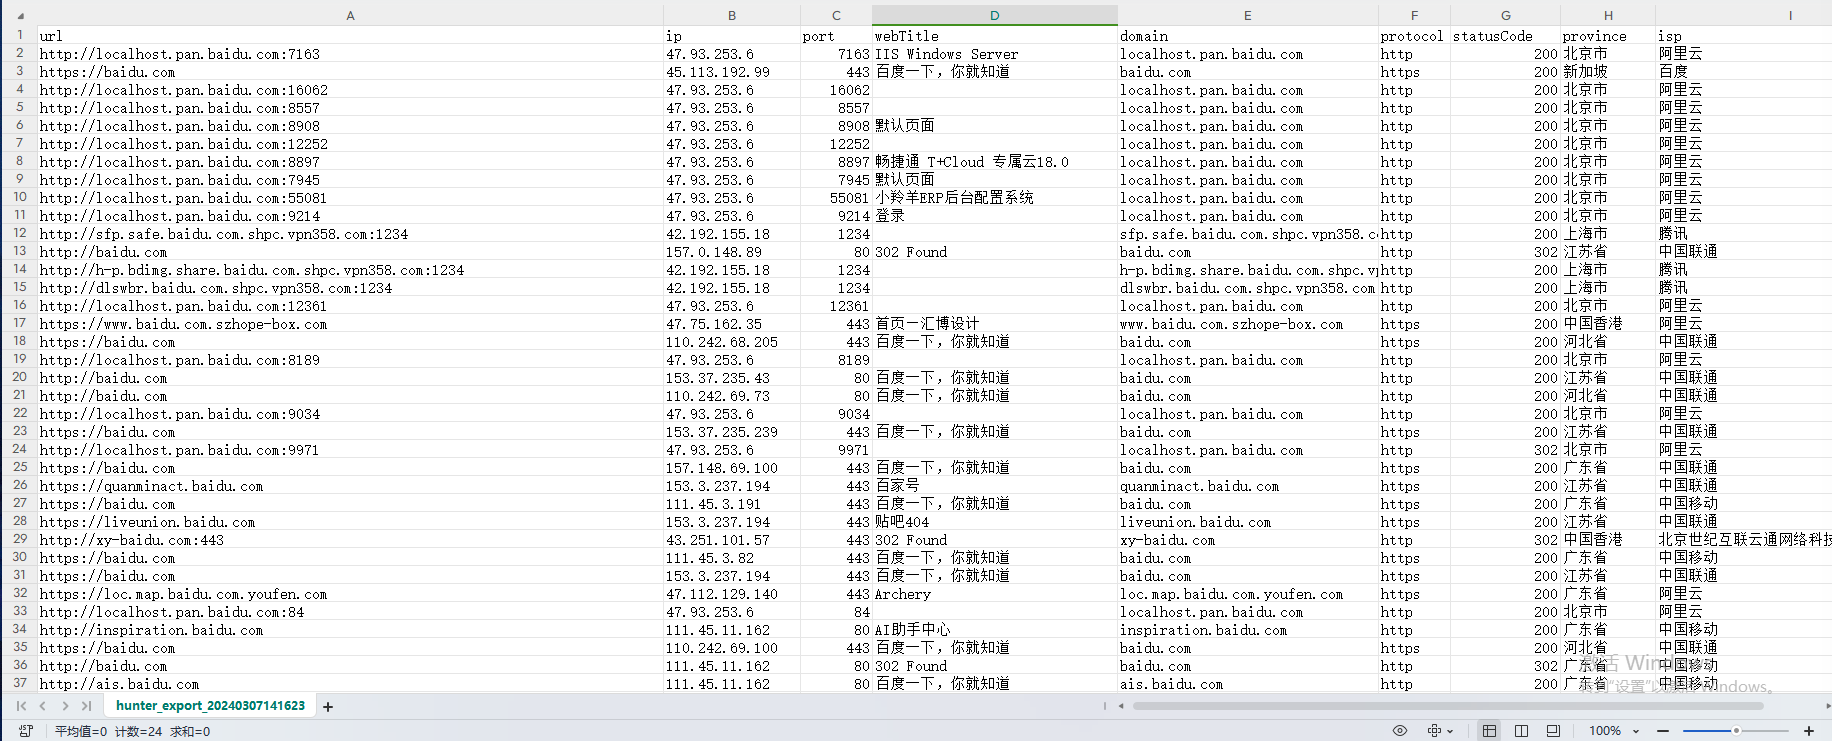 A B C D E F G H I
1 url ip port webTitle domain protocol statusCode province isp
2 http://localhost.pan.baidu.com:7163 47.93.253.6 7163 IIS Windows Server localhost.pan.baidu.com http 200 北京市 阿里云
3 https://baidu.com 45.113.192.99 443 百度一下，你就知道 baidu.com https 200 新加坡 百度
4 http://localhost.pan.baidu.com:16062 47.93.253.6 16062 localhost.pan.baidu.com http 200 北京市 阿里云
5 http://localhost.pan.baidu.com:8557 47.93.253.6 8557 localhost.pan.baidu.com http 200 北京市 阿里云
6 http://localhost.pan.baidu.com:8908 47.93.253.6 8908 默认页面 localhost.pan.baidu.com http 200 北京市 阿里云
7 http://localhost.pan.baidu.com:12252 47.93.253.6 12252 localhost.pan.baidu.com http 200 北京市 阿里云
8 http://localhost.pan.baidu.com:8897 47.93.253.6 8897 畅捷通 T+Cloud 专属云18.0 localhost.pan.baidu.com http 200 北京市 阿里云
9 http://localhost.pan.baidu.com:7945 47.93.253.6 7945 默认页面 localhost.pan.baidu.com http 200 北京市 阿里云
10 http://localhost.pan.baidu.com:55081 47.93.253.6 55081 小羚羊ERP后台配置系统 localhost.pan.baidu.com http 200 北京市 阿里云
11 http://localhost.pan.baidu.com:9214 47.93.253.6 9214 登录 localhost.pan.baidu.com http 200 北京市 阿里云
12 http://sfp.safe.baidu.com.shpc.vpn358.com:1234 42.192.155.18 1234 sfp.safe.baidu.com.shpc.vpn358.c http 200 上海市 腾讯
13 http://baidu.com 157.0.148.89 80 302 Found baidu.com http 302 江苏省 中国联通
14 http://h-p.bdimg.share.baidu.com.shpc.vpn358.com:1234 42.192.155.18 1234 h-p.bdimg.share.baidu.com.shpc.v http 200 上海市 腾讯
15 http://dlswbr.baidu.com.shpc.vpn358.com:1234 42.192.155.18 1234 dlswbr.baidu.com.shpc.vpn358.com http 200 上海市 腾讯
16 http://localhost.pan.baidu.com:12361 47.93.253.6 12361 localhost.pan.baidu.com http 200 北京市 阿里云
17 https://www.baidu.com.szhope-box.com 47.75.162.35 443 首页—汇博设计 www.baidu.com.szhope-box.com https 200 中国香港 阿里云
18 https://baidu.com 110.242.68.205 443 百度一下，你就知道 baidu.com https 200 河北省 中国联通
19 http://localhost.pan.baidu.com:8189 47.93.253.6 8189 localhost.pan.baidu.com http 200 北京市 阿里云
20 http://baidu.com 153.37.235.43 80 百度一下，你就知道 baidu.com http 200 江苏省 中国联通
21 http://baidu.com 110.242.69.73 80 百度一下，你就知道 baidu.com http 200 河北省 中国联通
22 http://localhost.pan.baidu.com:9034 47.93.253.6 9034 localhost.pan.baidu.com http 200 北京市 阿里云
23 https://baidu.com 153.37.235.239 443 百度一下，你就知道 baidu.com https 200 江苏省 中国联通
24 http://localhost.pan.baidu.com:9971 47.93.253.6 9971 localhost.pan.baidu.com http 302 北京市 阿里云
25 https://baidu.com 157.148.69.100 443 百度一下，你就知道 baidu.com https 200 广东省 中国联通
26 https://quanminact.baidu.com 153.3.237.194 443 百家号 quanminact.baidu.com https 200 江苏省 中国联通
27 https://baidu.com 111.45.3.191 443 百度一下，你就知道 baidu.com https 200 广东省 中国移动
28 https://liveunion.baidu.com 153.3.237.194 443 贴吧404 liveunion.baidu.com https 200 江苏省 中国联通
29 http://xy-baidu.com:443 43.251.101.57 443 302 Found xy-baidu.com http 302 中国香港 北京世纪互联云通网络科技
30 https://baidu.com 111.45.3.82 443 百度一下，你就知道 baidu.com https 200 广东省 中国移动
31 https://baidu.com 153.3.237.194 443 百度一下，你就知道 baidu.com https 200 江苏省 中国联通
32 https://loc.map.baidu.com.youfen.com 47.112.129.140 443 Archery loc.map.baidu.com.youfen.com https 200 广东省 阿里云
33 http://localhost.pan.baidu.com:84 47.93.253.6 84 localhost.pan.baidu.com http 200 北京市 阿里云
34 http://inspiration.baidu.com 111.45.11.162 80 AI助手中心 inspiration.baidu.com http 200 广东省 中国移动
35 https://baidu.com 110.242.69.100 443 百度一下，你就知道 baidu.com https 200 河北省 中国联通
36 http://baidu.com 111.45.11.162 80 302 Found baidu.com http 302 广东省 中国移动
37 http://ais.baidu.com 111.45.11.162 80 百度一下，你就知道 ais.baidu.com http 200 广东省 中国移动
激活 Windows
转到“设置”以激活 Windows。
hunter_export_20240307141623
平均值=0 计数=24 求和=0 100%